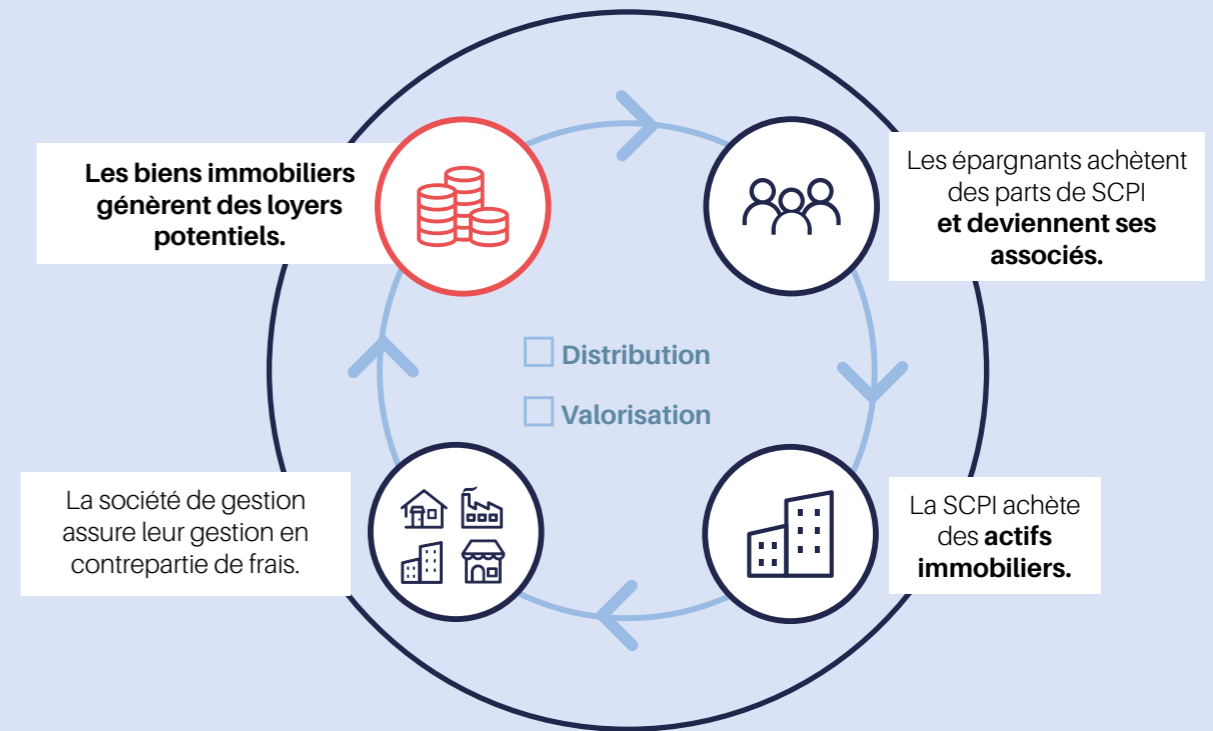 Les biens immobiliers
génèrent des loyers
potentiels.
Les épargnants achètent
des parts de SCPI
et deviennent ses
associés.
Distribution
Valorisation
La société de gestion
assure leur gestion en
contrepartie de frais.
La SCPI achète
des actifs
immobiliers.